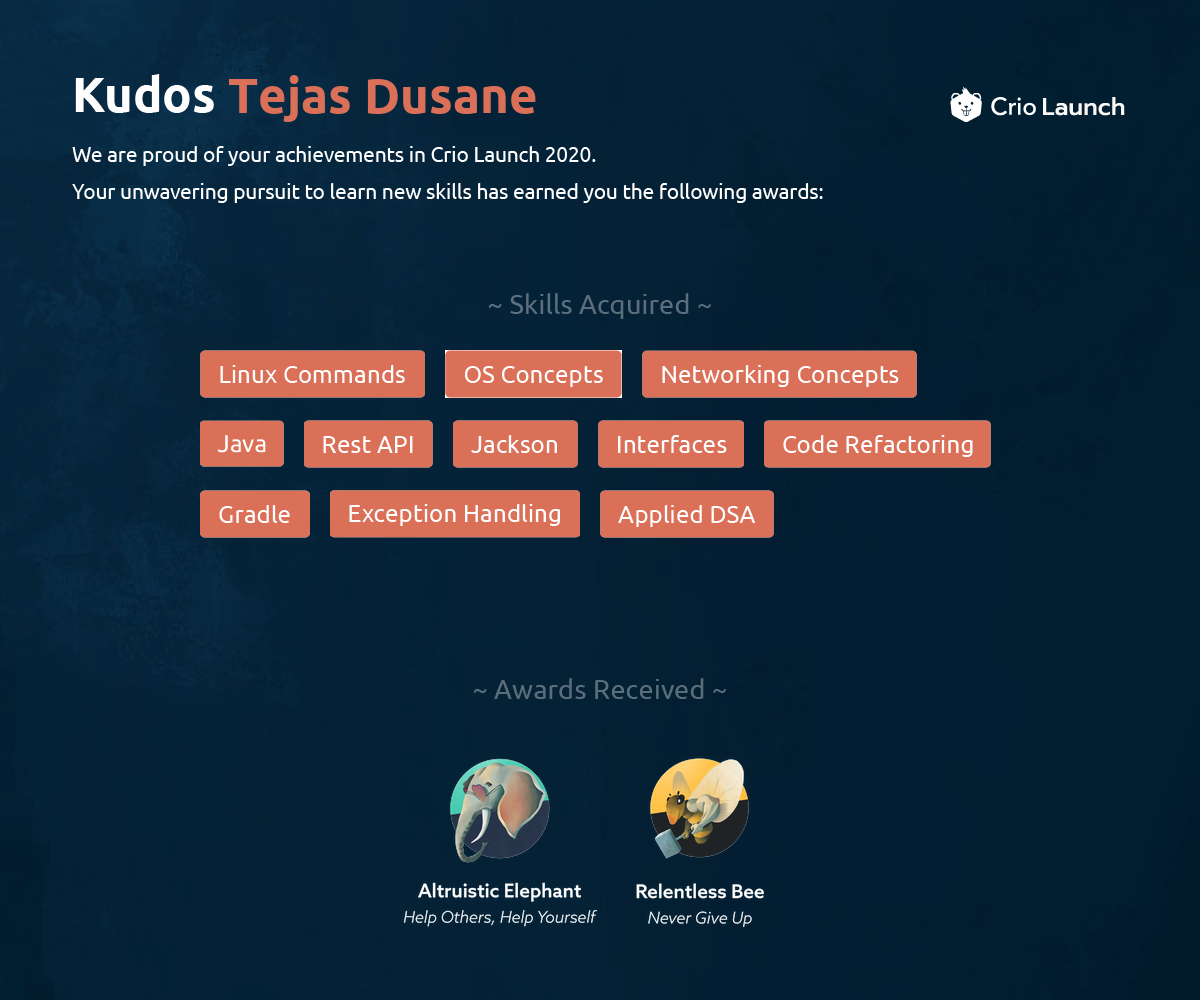 Kudos Tejas Dusane
Crio Launch
We are proud of your achievements in Crio Launch 2020.
Your unwavering pursuit to learn new skills has earned you the following awards:
~ Skills Acquired ~
Linux Commands OS Concepts Networking Concepts
Java Rest API Jackson Interfaces Code Refactoring
Gradle Exception Handling Applied DSA
~ Awards Received ~
Altruistic Elephant Relentless Bee
Help Others, Help Yourself Never Give Up